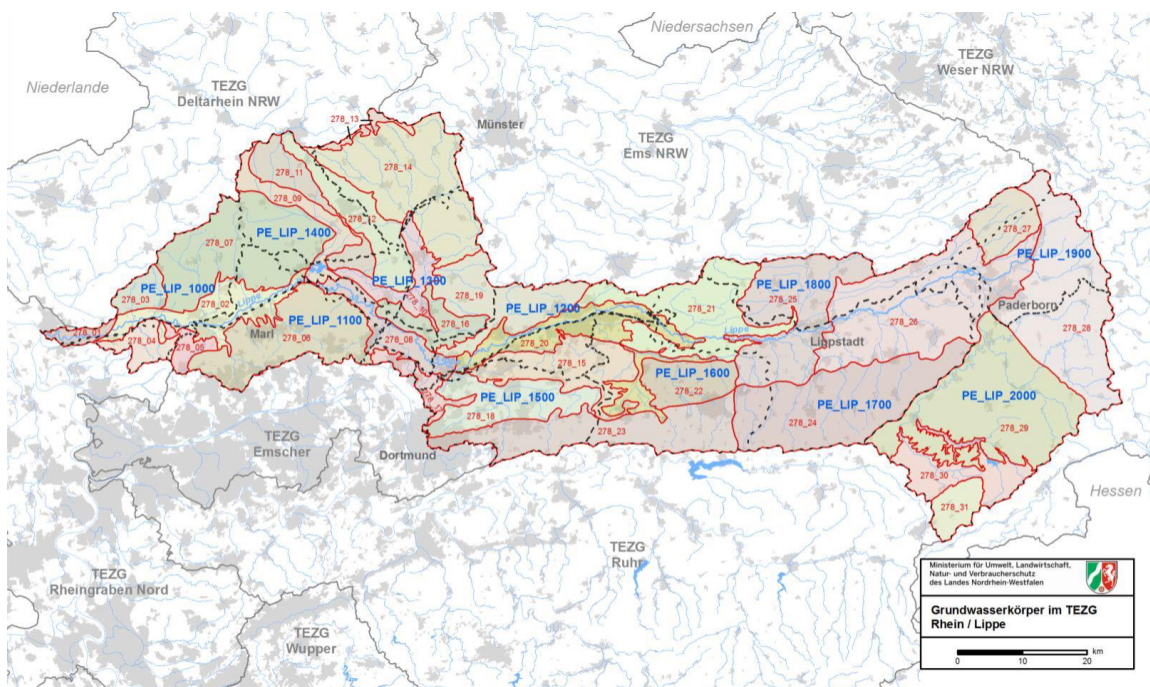 Niedersachsen
Niederlande
TEZG
Deltarhein NRW
TEZG
Weser NRW
278_13
Münster
TEZG
Ems NRW
278_14
278_11
278_09
278_12
278_27
278_07
PE_LIP_1400
PE_LIP_1900
PE_LIP_1000
PE_LIP_1300
PE_LIP_1800
278_03
278_02
Lippe
278_19
PE_LIP_1200
278_21
278_25
Paderborn
278_01
PE_LIP_1100
278_16
Lippe
278_26
278_28
278_04
Marl
278_05
278_06
278_08
278_20
Lippstadt
278_15
PE_LIP_1600
278_22
PE_LIP_1500
PE_LIP_1700
PE_LIP_2000
278_18
278_23
278_24
278_29
TEZG
Emscher
Dortmund
278_30
Hessen
278_31
TEZG
Ruhr
TEZG
Rheingraben Nord
TEZG
Wupper
Ministerium für Umwelt, Landwirtschaft,
Natur- und Verbraucherschutz
des Landes Nordrhein-Westfalen
Grundwasserkörper im TEZG
Rhein / Lippe
km
0 10 20